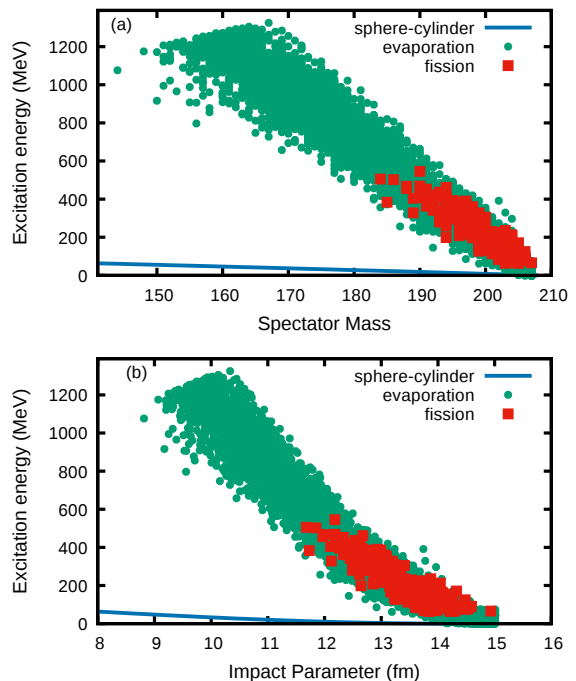 (a)
sphere-cylinder
evaporation
fission
Excitation energy (MeV)
1200
1000
800
600
400
200
0
150 160 170 180 190 200 210
Spectator Mass
(b)
sphere-cylinder
evaporation
fission
Excitation energy (MeV)
1200
1000
800
600
400
200
0
8 9 10 11 12 13 14 15 16
Impact Parameter (fm)